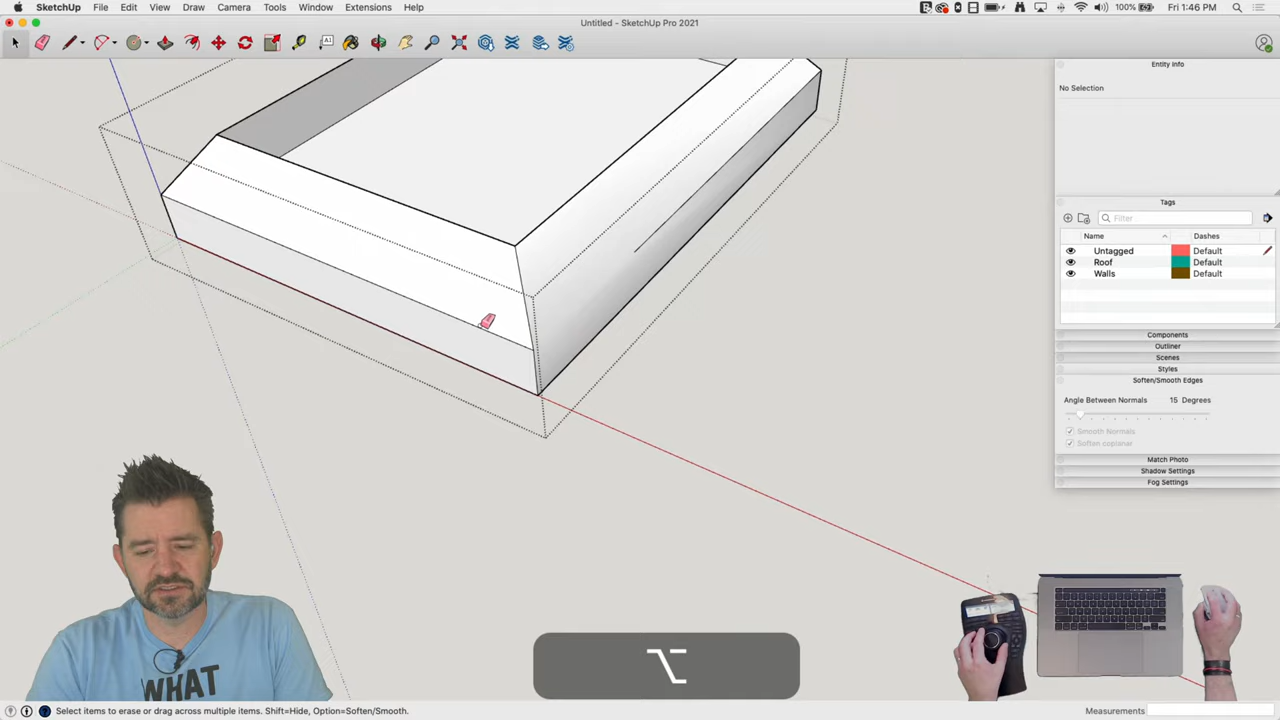 SketchUp File Edit View Draw Camera Tools Window Extensions Help 100% Fri 1:46 PM
Untitled - SketchUp Pro 2021
Entity Info
No Selection
Tags
Filter
Name Dashes
Untagged Default
Roof Default
Walls Default
Components
Outliner
Scenes
Styles
Soften/Smooth Edges
Angle Between Normals 15 Degrees
Smooth Normals
Soften coplanar
Match Photo
Shadow Settings
Fog Settings
WHAT
⌥
Select items to erase or drag across multiple items. Shift=Hide, Option=Soften/Smooth. Measurements